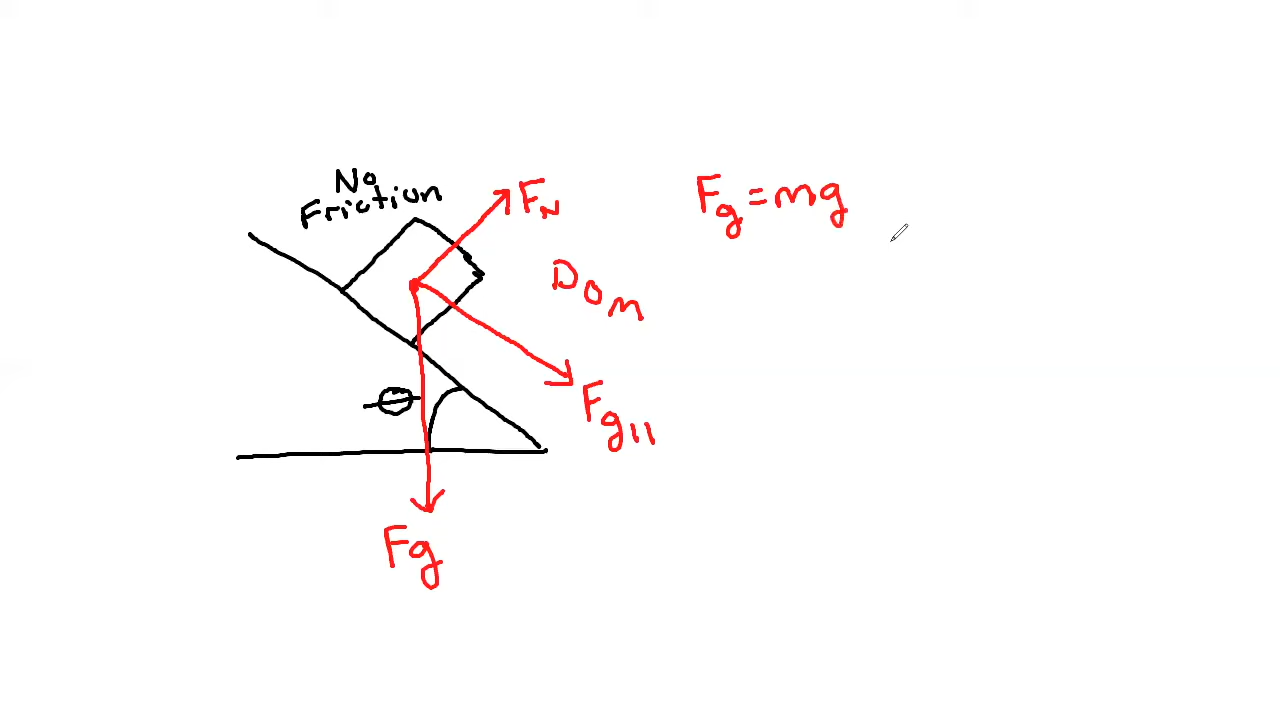 No
Friction
FN
Fg = mg
DOM
Fg||
θ
Fg